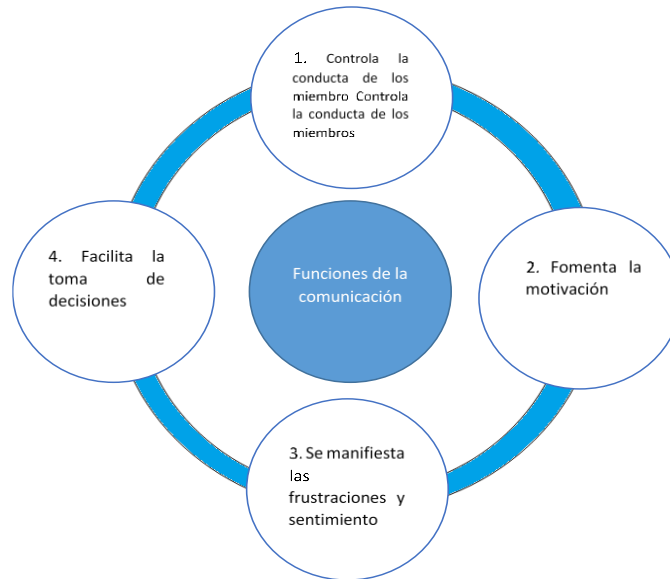 1. Controla la
conducta de los
miembro Controla
la conducta de los
miembros
4. Facilita la
toma de
decisiones
Funciones de la
comunicación
2. Fomenta la
motivación
3. Se manifiesta
las
frustraciones y
sentimiento